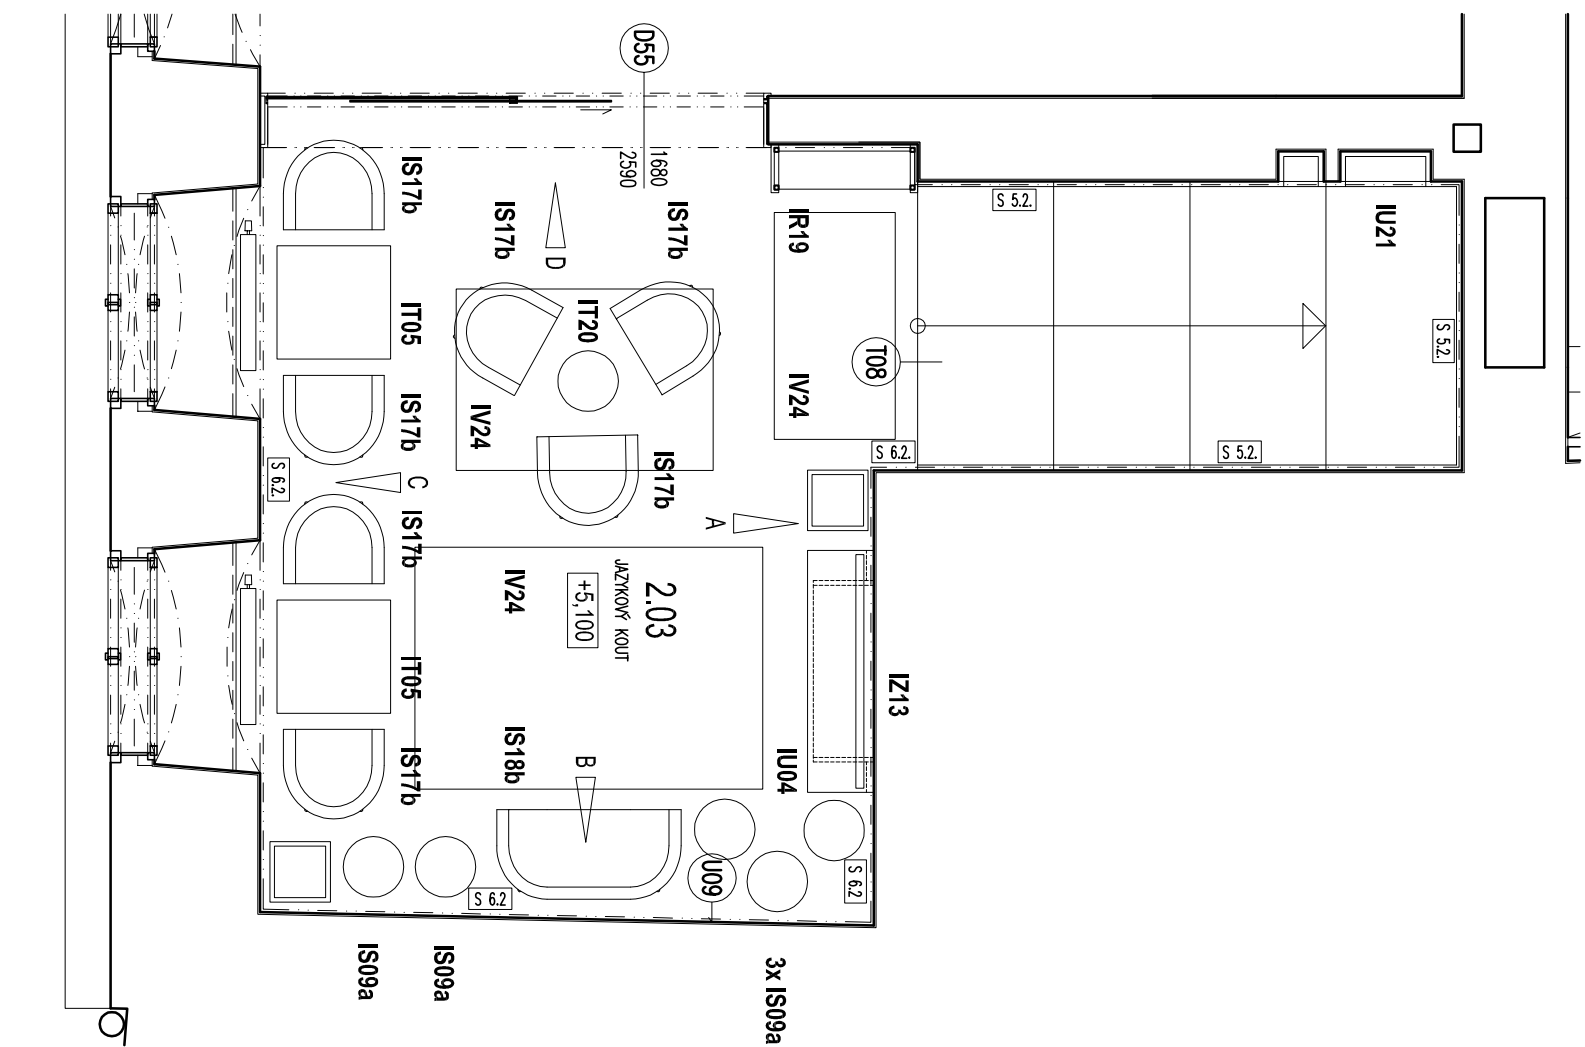 D55
1680
2590
IS17b
IS17b
IS17b
D
IR19
S 5.2.
IU21
IT05
IT20
T08
S 5.2.
IV24
IV24
IS17b
S 6.2.
S 5.2.
IS17b
S 6.2.
C
A
IS17b
2.03
JAZYKOVÝ KOUT
+5,100
IV24
IZ13
IT05
IS18b
B
IU04
IS17b
U09
S 6.2
S 6.2
IS09a
IS09a
3x IS09a